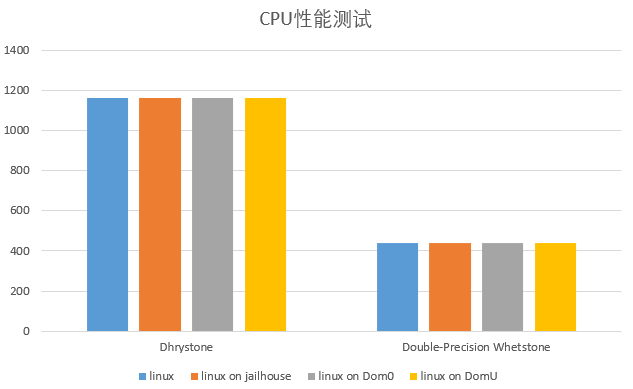 CPU性能测试
1400
1200
1000
800
600
400
200
0
Dhrystone Double-Precision Whetstone
linux linux on jailhouse linux on Dom0 linux on DomU